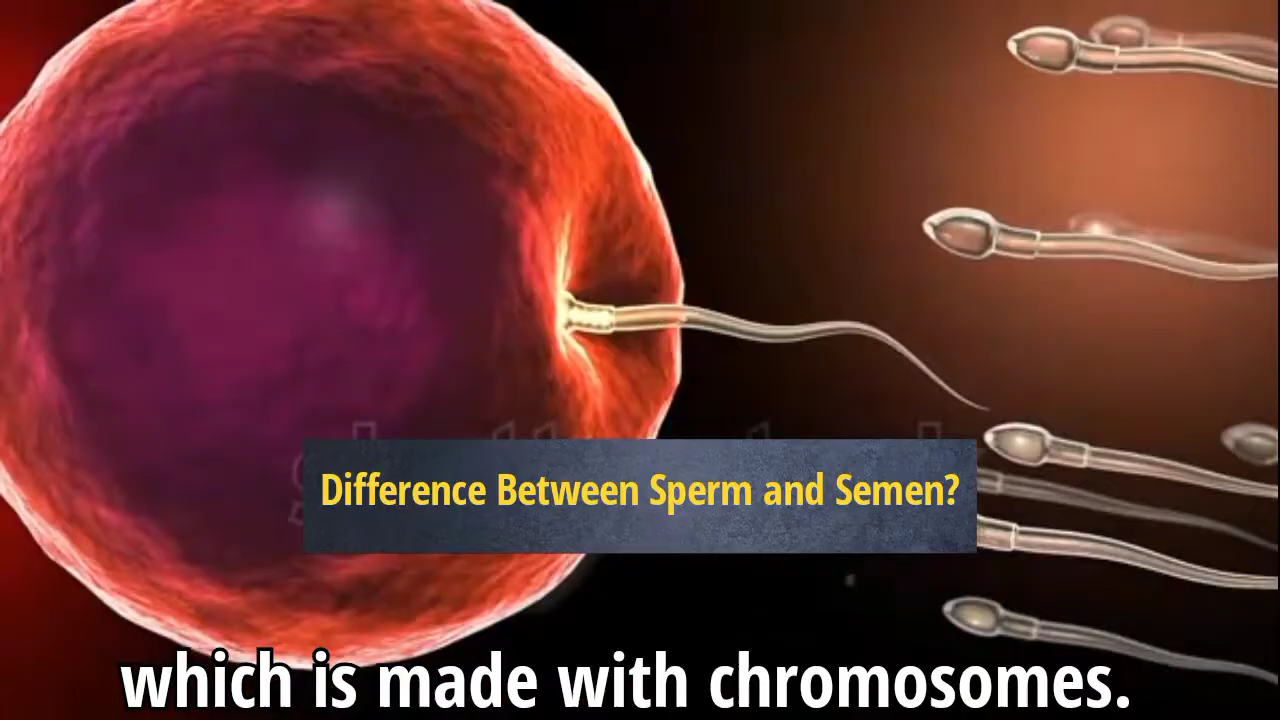 Difference Between Sperm and Semen?
which is made with chromosomes.